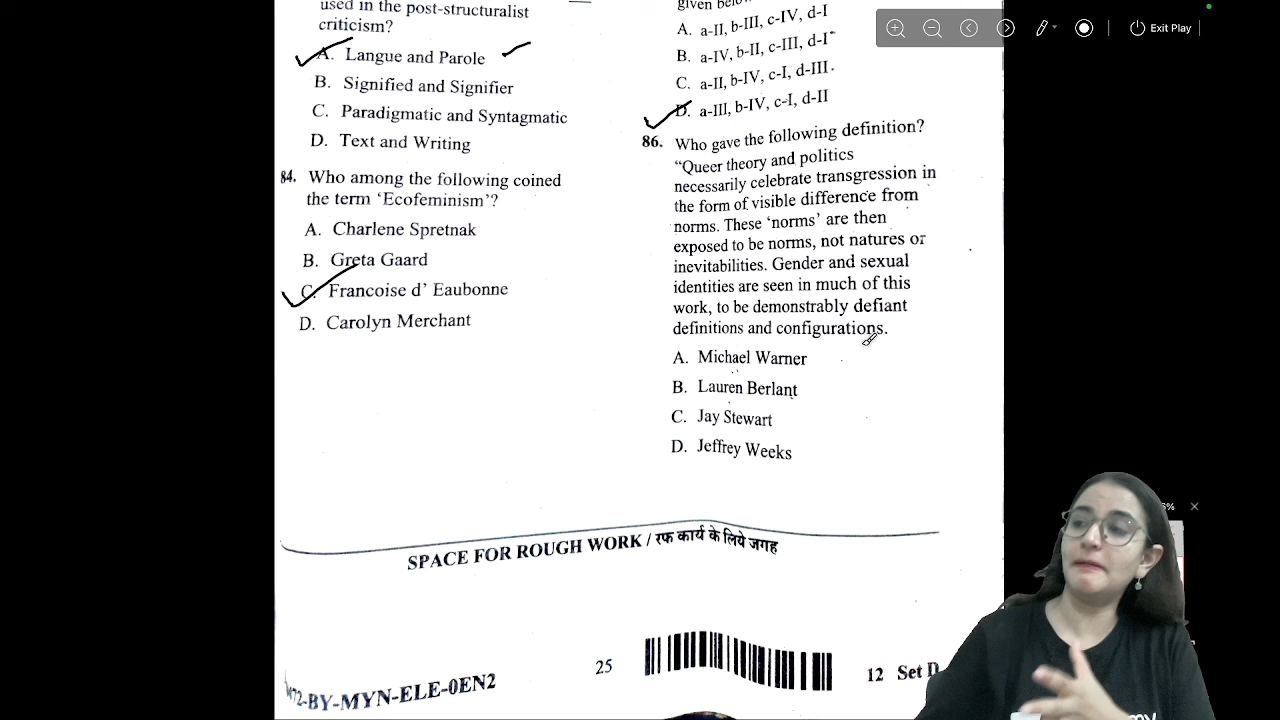 used in the post-structuralist
criticism?
A. Langue and Parole
B. Signified and Signifier
C. Paradigmatic and Syntagmatic
D. Text and Writing
84. Who among the following coined
the term ‘Ecofeminism’?
A. Charlene Spretnak
B. Greta Gaard
C. Francoise d’ Eaubonne
D. Carolyn Merchant
given
A. a-II, b-III, c-IV, d-I
B. a-IV, b-II, c-III, d-I
C. a-II, b-IV, c-I, d-III
D. a-III, b-IV, c-I, d-II
86. Who gave the following definition?
“Queer theory and politics
necessarily celebrate transgression in
the form of visible difference from
norms. These ‘norms’ are then
exposed to be norms, not natures or
inevitabilities. Gender and sexual
identities are seen in much of this
work, to be demonstrably defiant
definitions and configurations.
A. Michael Warner
B. Lauren Berlant
C. Jay Stewart
D. Jeffrey Weeks
SPACE FOR ROUGH WORK / रफ कार्य के लिये जगह
72-BY-MYN-ELE-0EN2
25
12 Set D
Exit Play